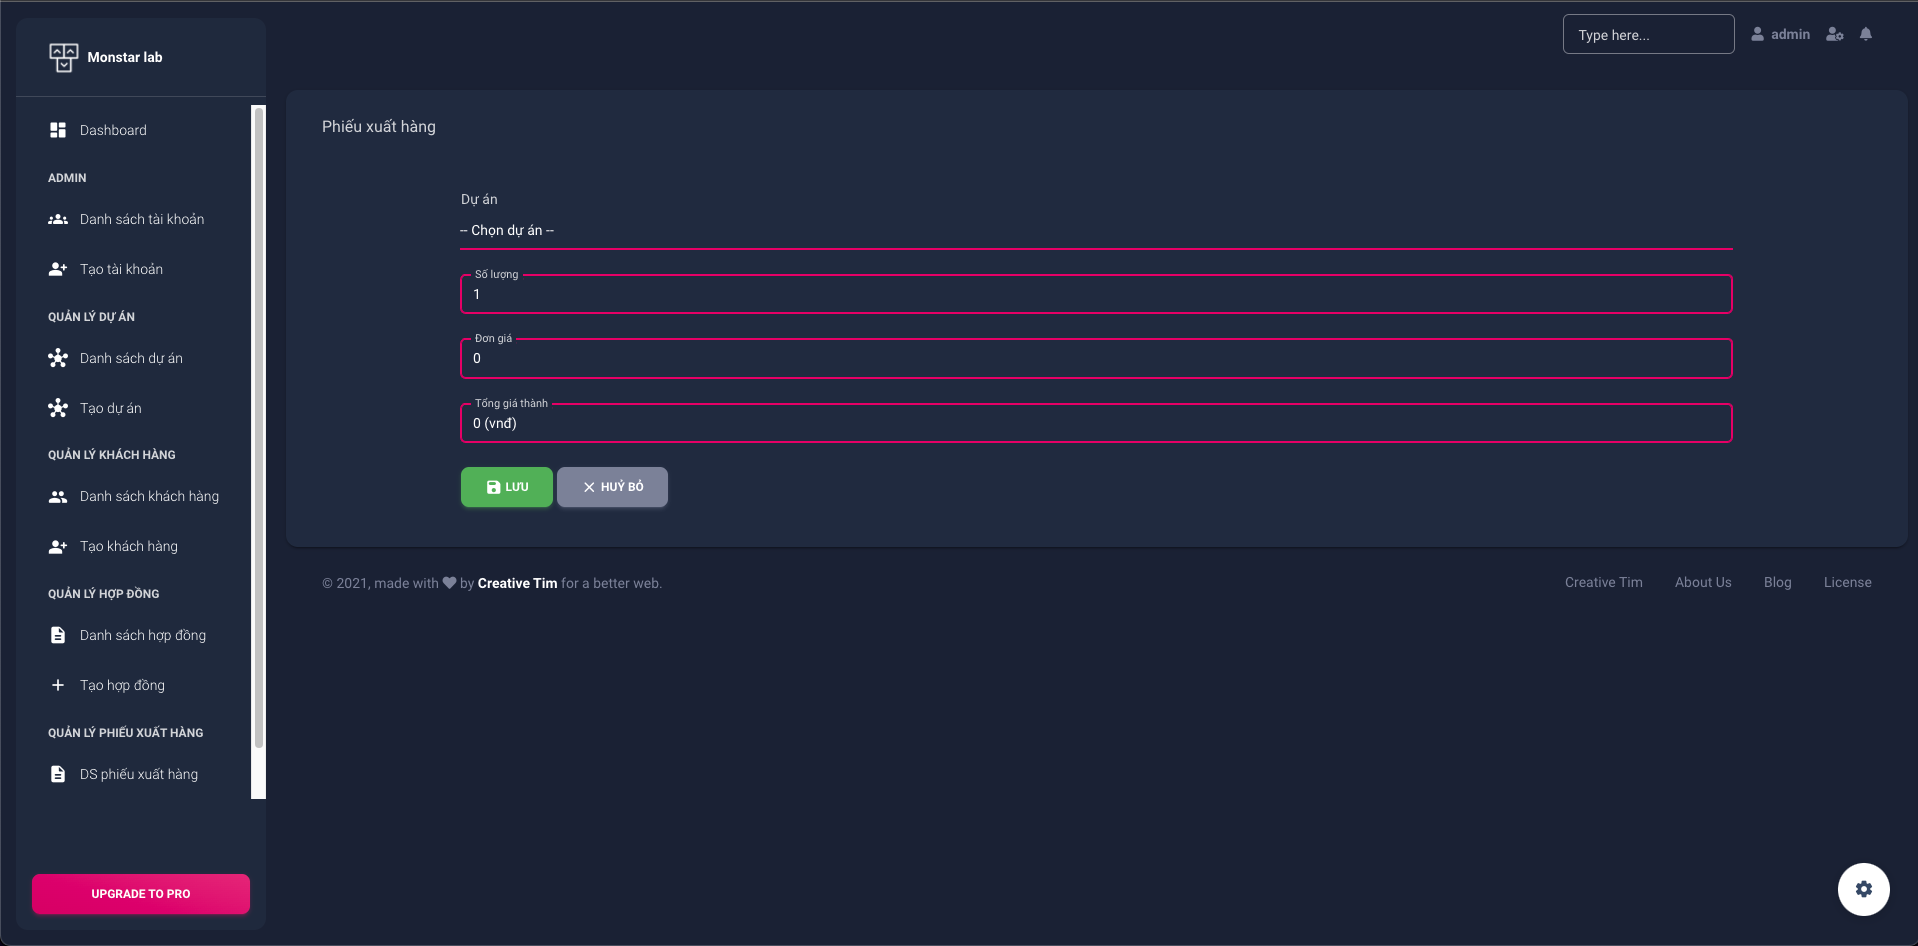 Monstar lab
Dashboard
ADMIN
Danh sách tài khoản
Tạo tài khoản
QUẢN LÝ DỰ ÁN
Danh sách dự án
Tạo dự án
QUẢN LÝ KHÁCH HÀNG
Danh sách khách hàng
Tạo khách hàng
QUẢN LÝ HỢP ĐỒNG
Danh sách hợp đồng
Tạo hợp đồng
QUẢN LÝ PHIẾU XUẤT HÀNG
DS phiếu xuất hàng
UPGRADE TO PRO
Type here...
admin
Phiếu xuất hàng
Dự án
-- Chọn dự án --
Số lượng
1
Đơn giá
0
Tổng giá thành
0 (vnđ)
LƯU
HUỶ BỎ
© 2021, made with ♥ by Creative Tim for a better web.
Creative Tim About Us Blog License